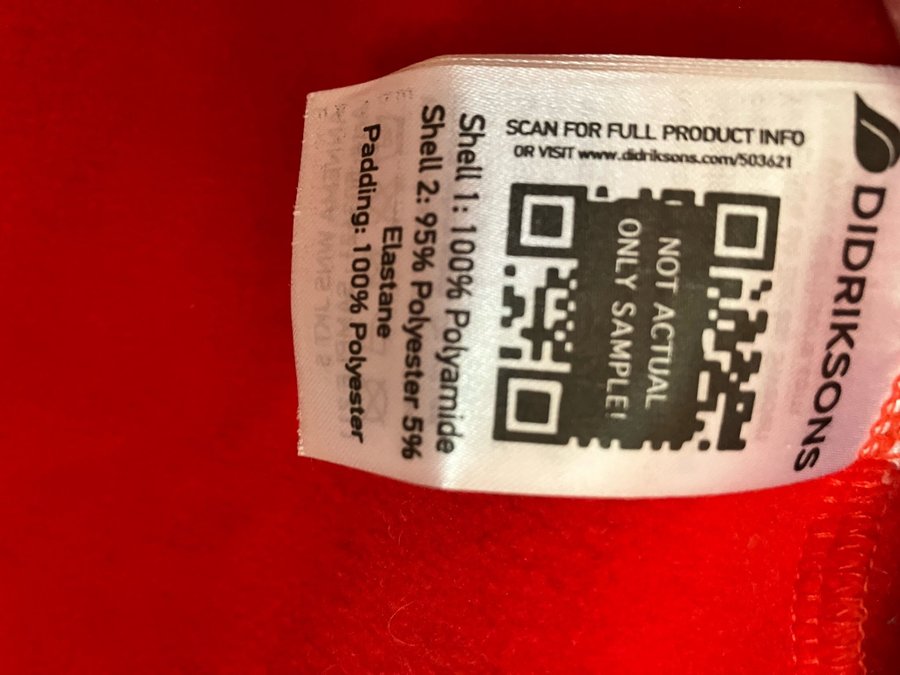 DIDRIKSONS
SCAN FOR FULL PRODUCT INFO
OR VISIT www.didriksons.com/503621
NOT ACTUAL
ONLY SAMPLE!
Shell 1: 100% Polyamide
Shell 2: 95% Polyester 5%
Elastane
Padding: 100% Polyester